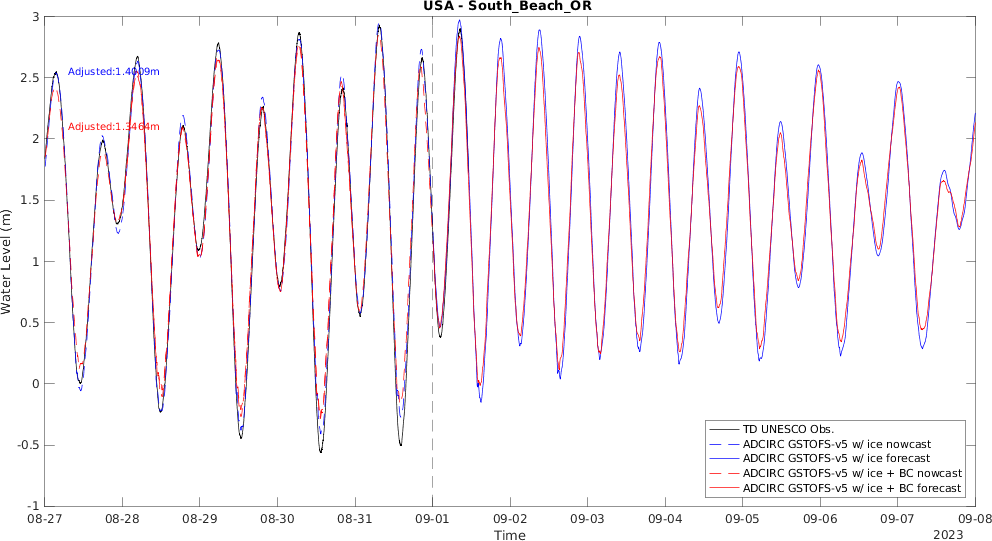 USA - South_Beach_OR
3
2.5
2
1.5
1
0.5
0
-0.5
-1
Water Level (m)
Adjusted:1.4009m
Adjusted:1.3464m
TD UNESCO Obs.
ADCIRC GSTOFS-v5 w/ ice nowcast
ADCIRC GSTOFS-v5 w/ ice forecast
ADCIRC GSTOFS-v5 w/ ice + BC nowcast
ADCIRC GSTOFS-v5 w/ ice + BC forecast
08-27 08-28 08-29 08-30 08-31 09-01 09-02 09-03 09-04 09-05 09-06 09-07 09-08
Time
2023